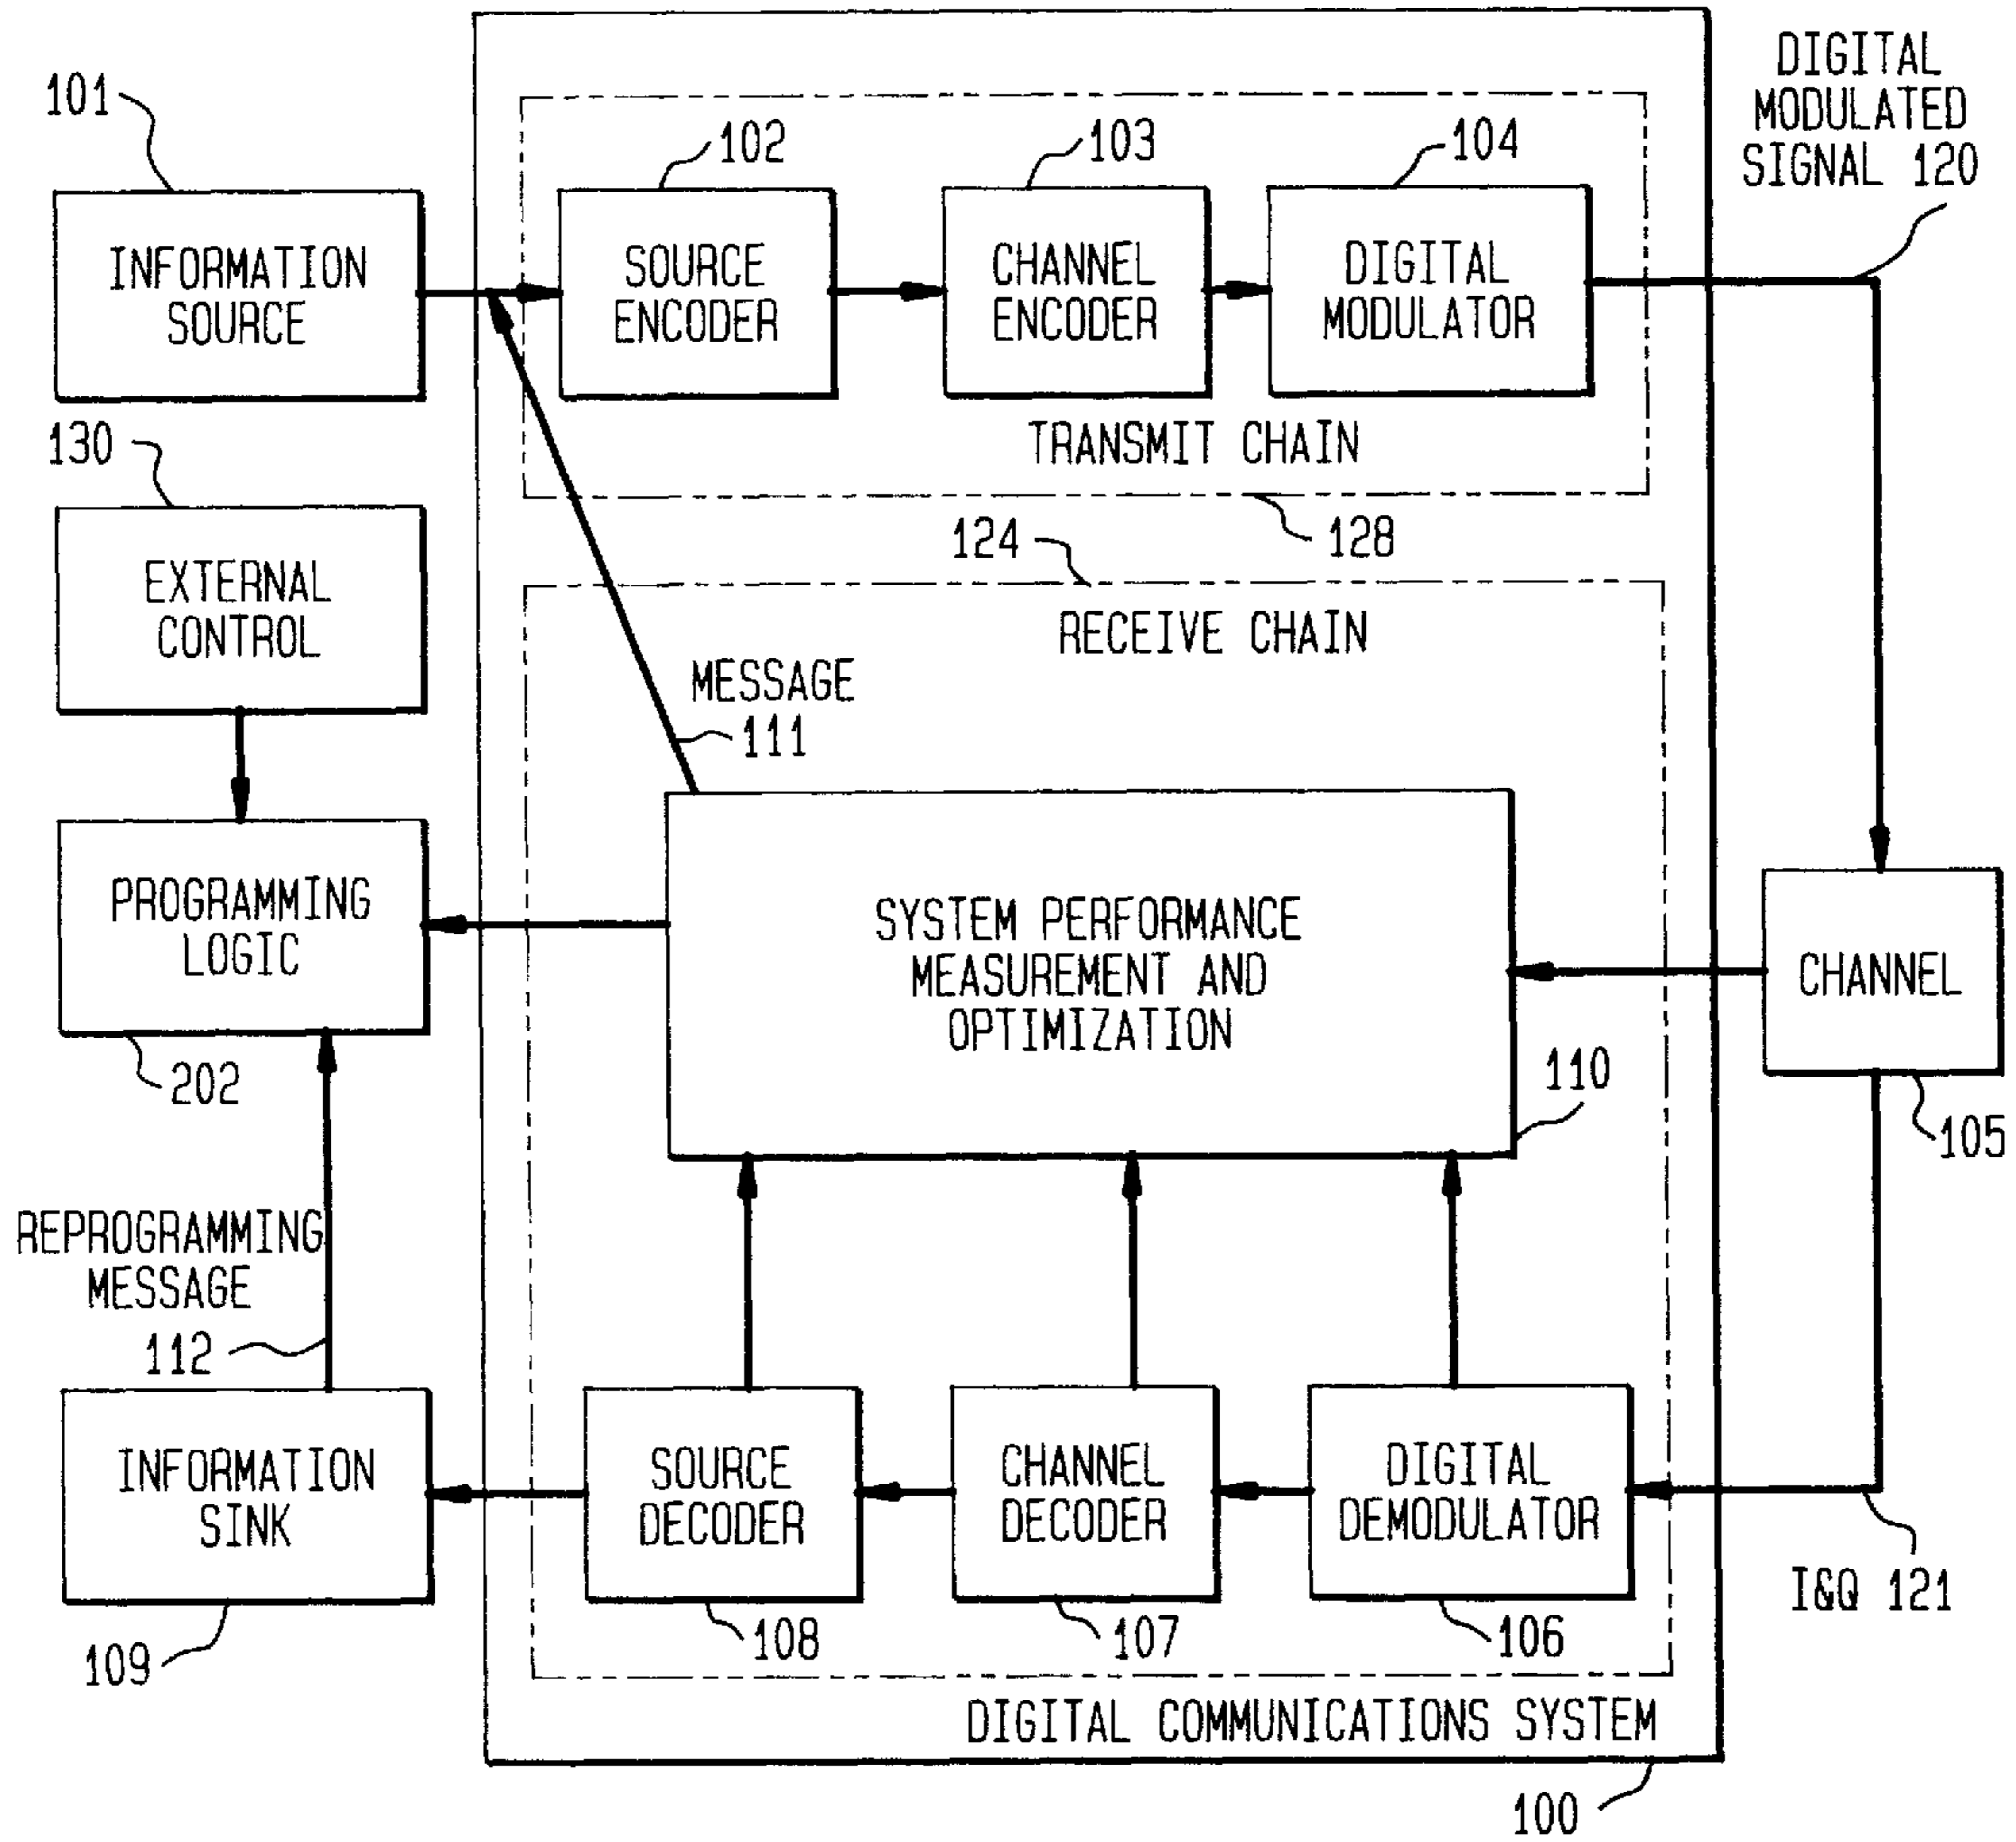 DIGITAL
MODULATED
SIGNAL 120
101
102
103
104
INFORMATION
SOURCE
SOURCE
ENCODER
CHANNEL
ENCODER
DIGITAL
MODULATOR
TRANSMIT CHAIN
130
124
128
EXTERNAL
CONTROL
RECEIVE CHAIN
MESSAGE
111
PROGRAMMING
LOGIC
202
SYSTEM PERFORMANCE
MEASUREMENT AND
OPTIMIZATION
110
CHANNEL
105
REPROGRAMMING
MESSAGE
112
INFORMATION
SINK
109
SOURCE
DECODER
108
CHANNEL
DECODER
107
DIGITAL
DEMODULATOR
106
I&Q 121
DIGITAL COMMUNICATIONS SYSTEM
100